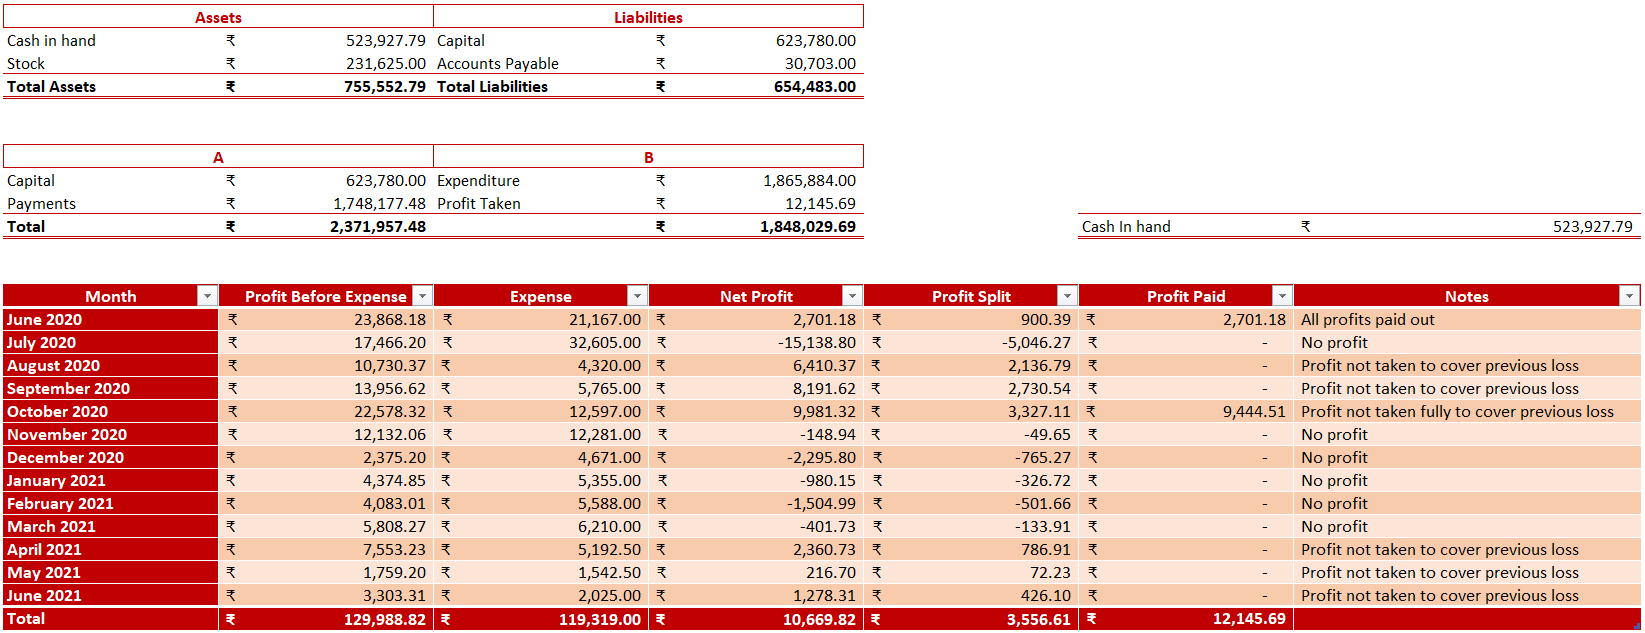 Assets Liabilities
Cash in hand ₹ 523,927.79 Capital ₹ 623,780.00
Stock ₹ 231,625.00 Accounts Payable ₹ 30,703.00
Total Assets ₹ 755,552.79 Total Liabilities ₹ 654,483.00
A B
Capital ₹ 623,780.00 Expenditure ₹ 1,865,884.00
Payments ₹ 1,748,177.48 Profit Taken ₹ 12,145.69
Total ₹ 2,371,957.48 ₹ 1,848,029.69 Cash In hand ₹ 523,927.79
Month Profit Before Expense Expense Net Profit Profit Split Profit Paid Notes
June 2020 ₹ 23,868.18 ₹ 21,167.00 ₹ 2,701.18 ₹ 900.39 ₹ 2,701.18 All profits paid out
July 2020 ₹ 17,466.20 ₹ 32,605.00 ₹ -15,138.80 ₹ -5,046.27 ₹ - No profit
August 2020 ₹ 10,730.37 ₹ 4,320.00 ₹ 6,410.37 ₹ 2,136.79 ₹ - Profit not taken to cover previous loss
September 2020 ₹ 13,956.62 ₹ 5,765.00 ₹ 8,191.62 ₹ 2,730.54 ₹ - Profit not taken to cover previous loss
October 2020 ₹ 22,578.32 ₹ 12,597.00 ₹ 9,981.32 ₹ 3,327.11 ₹ 9,444.51 Profit not taken fully to cover previous loss
November 2020 ₹ 12,132.06 ₹ 12,281.00 ₹ -148.94 ₹ -49.65 ₹ - No profit
December 2020 ₹ 2,375.20 ₹ 4,671.00 ₹ -2,295.80 ₹ -765.27 ₹ - No profit
January 2021 ₹ 4,374.85 ₹ 5,355.00 ₹ -980.15 ₹ -326.72 ₹ - No profit
February 2021 ₹ 4,083.01 ₹ 5,588.00 ₹ -1,504.99 ₹ -501.66 ₹ - No profit
March 2021 ₹ 5,808.27 ₹ 6,210.00 ₹ -401.73 ₹ -133.91 ₹ - No profit
April 2021 ₹ 7,553.23 ₹ 5,192.50 ₹ 2,360.73 ₹ 786.91 ₹ - Profit not taken to cover previous loss
May 2021 ₹ 1,759.20 ₹ 1,542.50 ₹ 216.70 ₹ 72.23 ₹ - Profit not taken to cover previous loss
June 2021 ₹ 3,303.31 ₹ 2,025.00 ₹ 1,278.31 ₹ 426.10 ₹ - Profit not taken to cover previous loss
Total ₹ 129,988.82 ₹ 119,319.00 ₹ 10,669.82 ₹ 3,556.61 ₹ 12,145.69